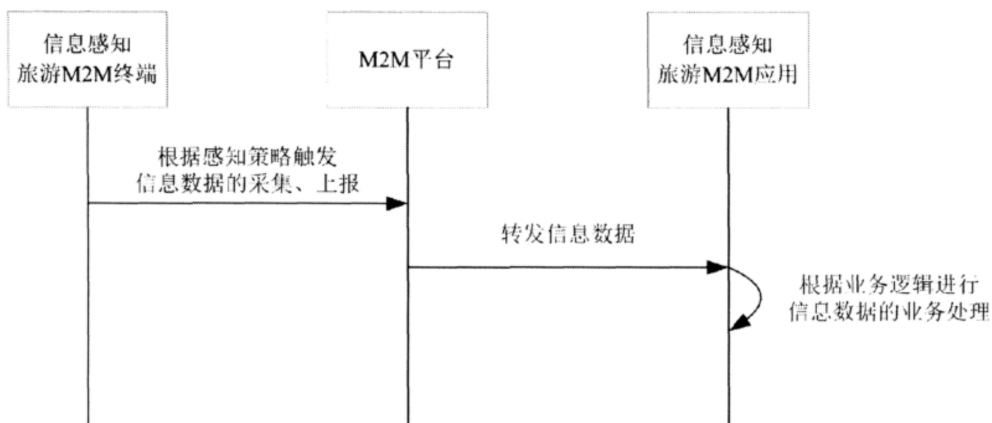 信息感知
旅游M2M终端
M2M平台
信息感知
旅游M2M应用
根据感知策略触发
信息数据的采集、上报
转发信息数据
根据业务逻辑进行
信息数据的业务处理